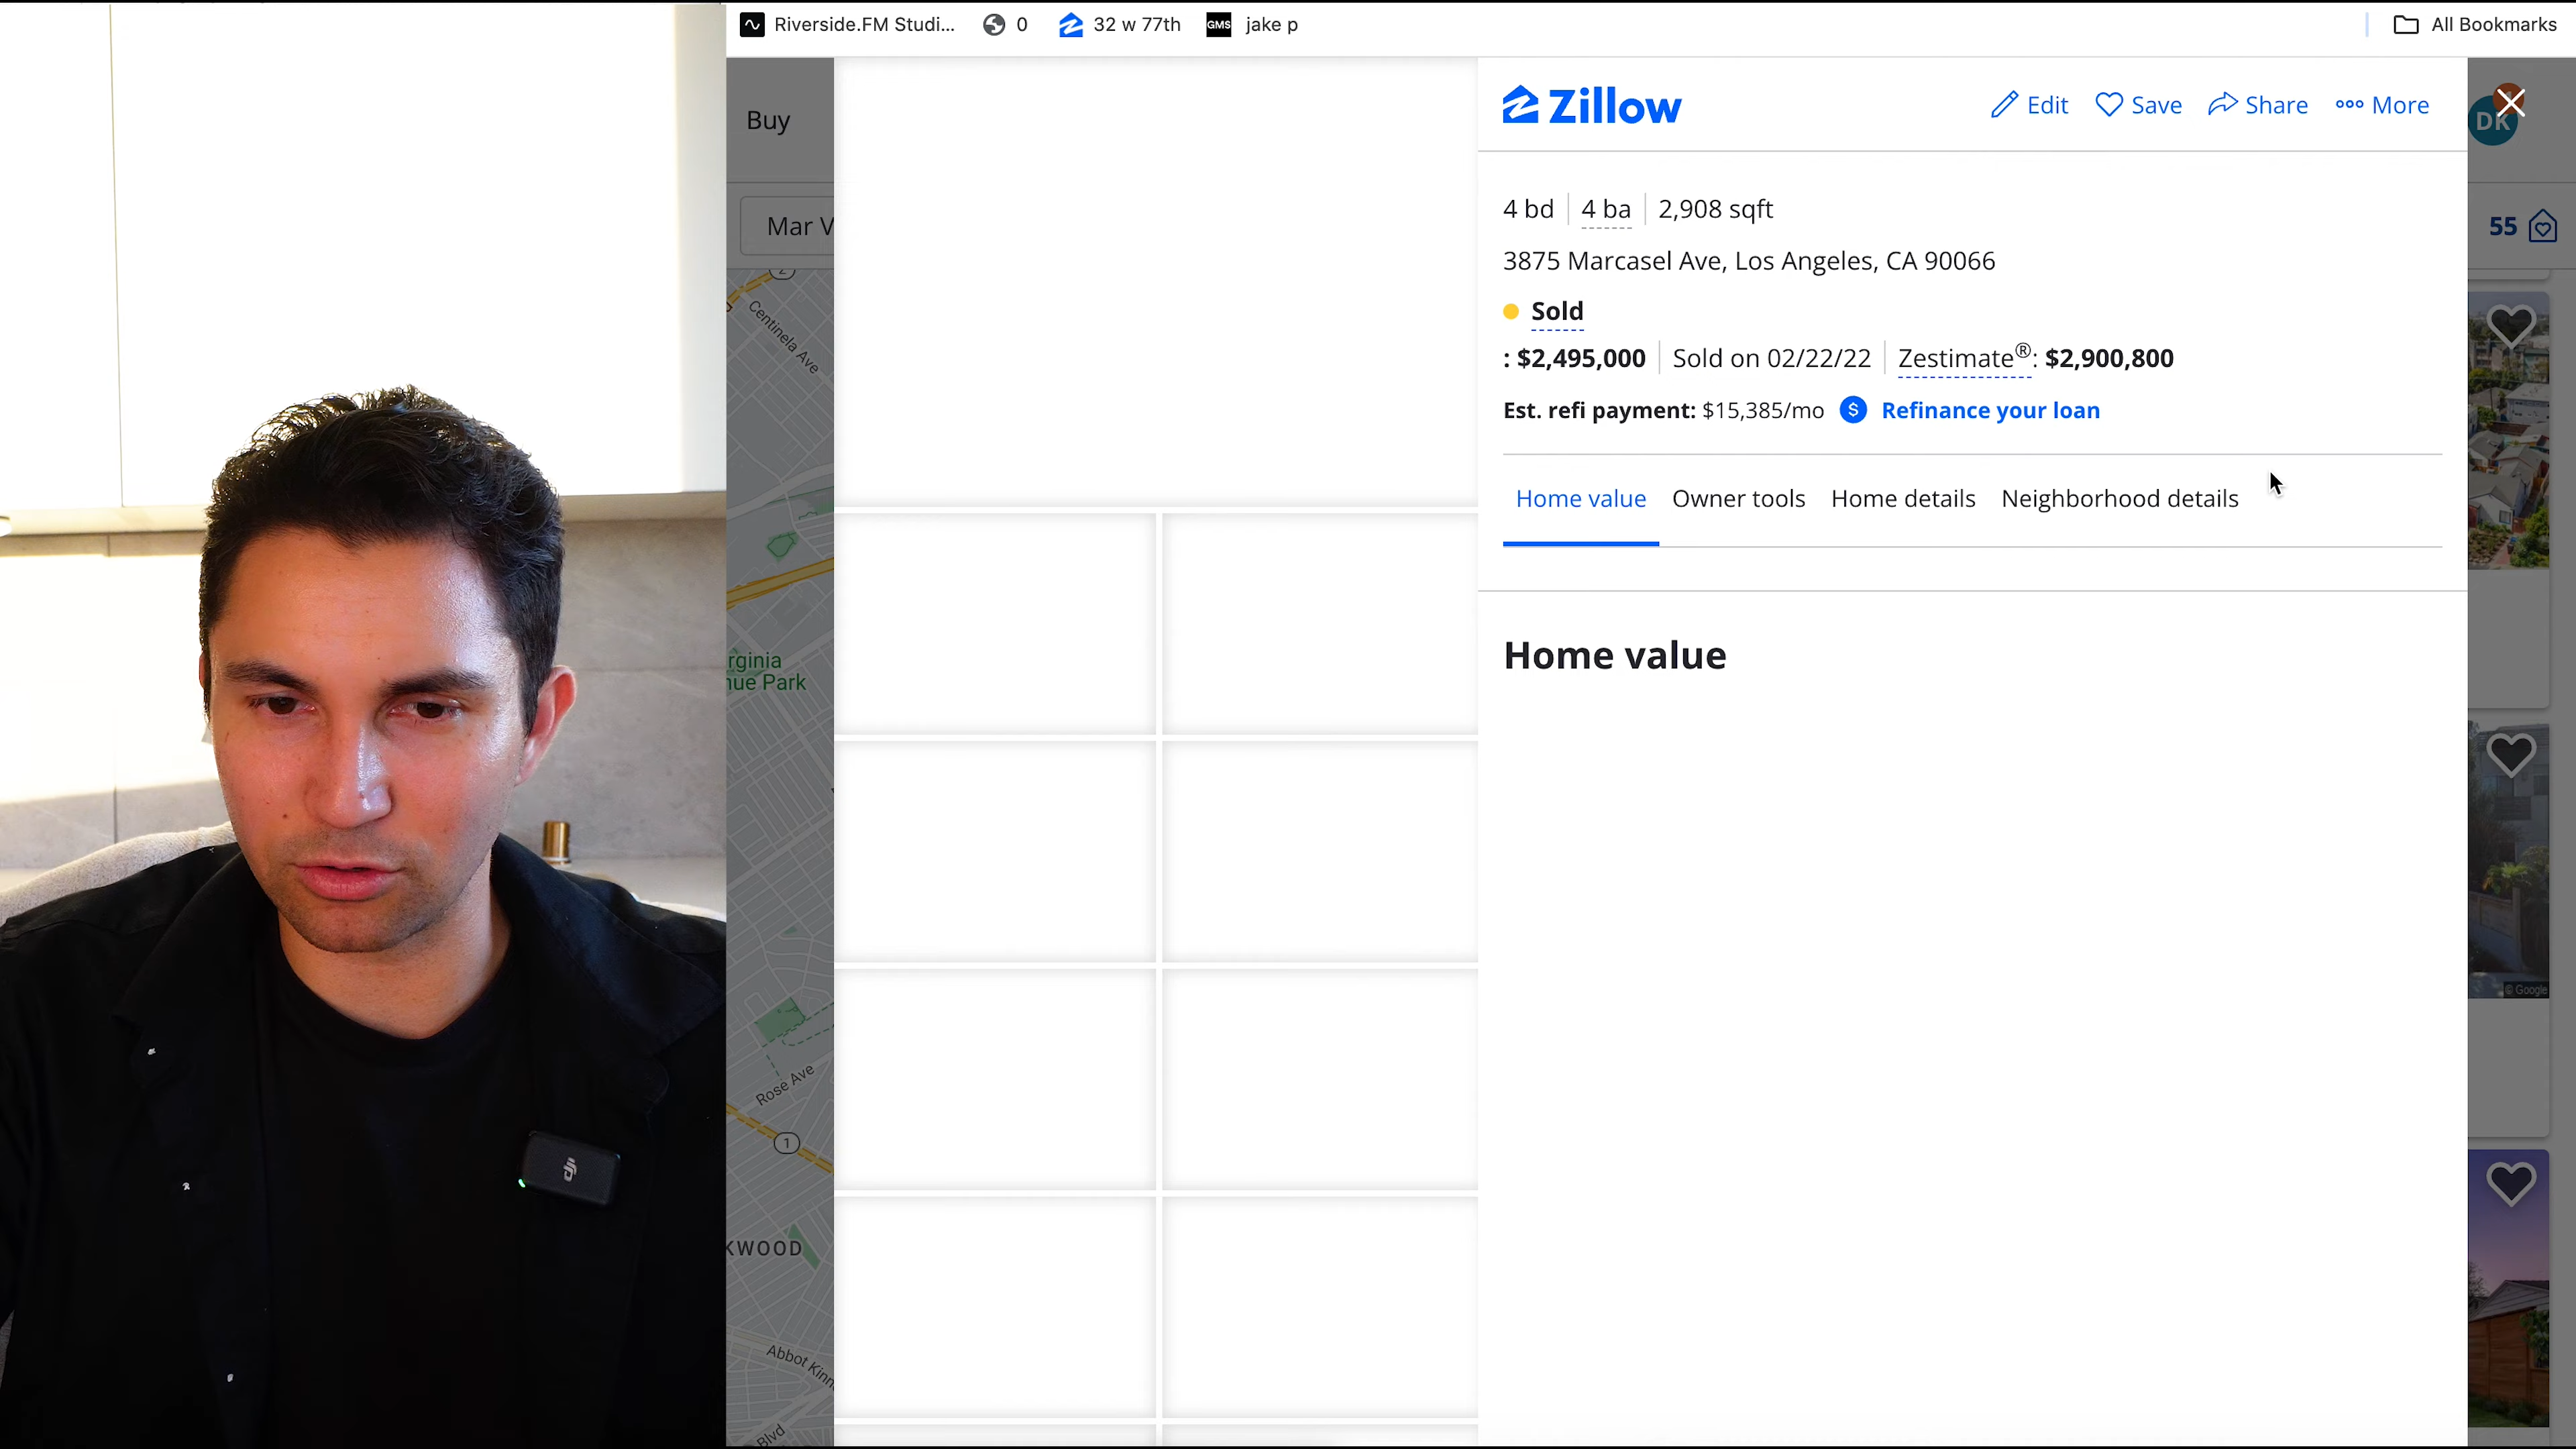 Riverside.FM Studi... 0 32 w 77th GMS jake p All Bookmarks
Buy
Mar V
Centinela Ave
rginia
nue Park
Rose Ave
1
KWOOD
Abbot Kinn
Blvd
Zillow Edit Save Share More
4 bd 4 ba 2,908 sqft
3875 Marcasel Ave, Los Angeles, CA 90066
Sold
: $2,495,000 Sold on 02/22/22 Zestimate®: $2,900,800
Est. refi payment: $15,385/mo $ Refinance your loan
Home value Owner tools Home details Neighborhood details
Home value
DK
55
© Google